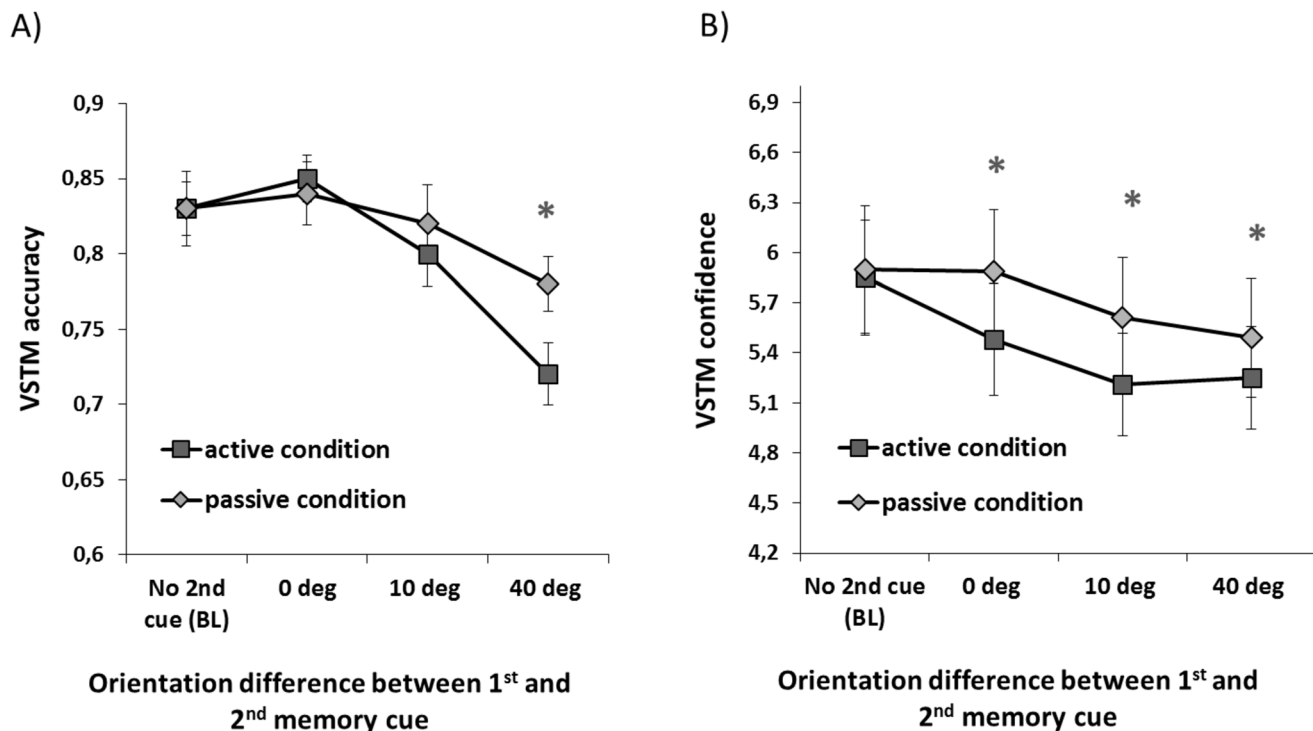 A)
0,9
0,85
0,8
0,75
0,7
0,65
0,6
VSTM accuracy
*
active condition
passive condition
No 2nd
cue (BL)
0 deg
10 deg
40 deg
Orientation difference between 1st and
2nd memory cue
B)
6,9
6,6
6,3
6
5,7
5,4
5,1
4,8
4,5
4,2
VSTM confidence
*
*
*
active condition
passive condition
No 2nd cue
(BL)
0 deg
10 deg
40 deg
Orientation difference between 1st and
2nd memory cue